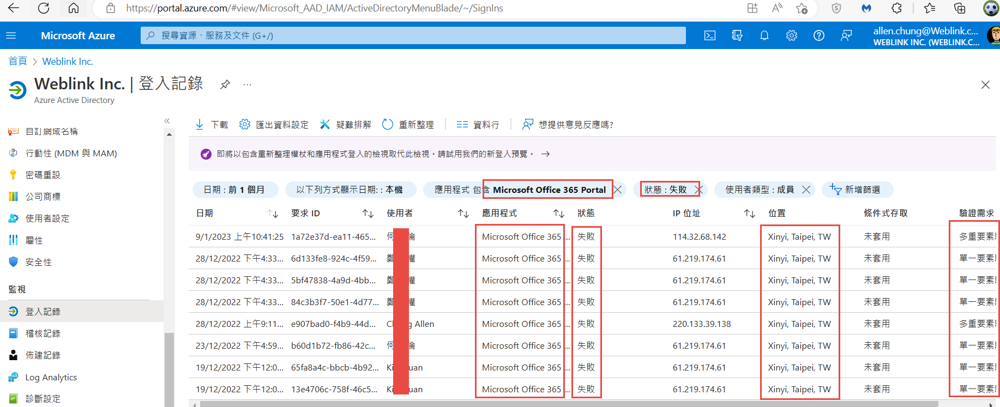 https://portal.azure.com/#view/Microsoft_AAD_IAM/ActiveDirectoryMenuBlade/~/SignIns
Microsoft Azure
搜尋資源、服務及文件 (G+/)
allen.chung@Weblink.c...
WEBLINK INC. (WEBLINK.C...
首頁 > Weblink Inc.
Weblink Inc. | 登入記錄
Azure Active Directory
自訂網域名稱
行動性 (MDM 與 MAM)
密碼重設
公司商標
使用者設定
屬性
安全性
監視
登入記錄
稽核記錄
佈建記錄
Log Analytics
診斷設定
下載 匯出資料設定 疑難排解 重新整理 資料行 想提供意見反應嗎?
即將以包含重新整理權杖和應用程式登入的檢視取代此檢視。請試用我們的新登入預覽。 →
日期 : 前 1 個月 以下列方式顯示日期: : 本機 應用程式 包含 Microsoft Office 365 Portal 狀態 : 失敗 使用者類型 : 成員 新增篩選
日期 要求 ID 使用者 應用程式 狀態 IP 位址 位置 條件式存取 驗證需求
9/1/2023 上午10:41:25 1a72e37d-ea11-465... 何 倫 Microsoft Office 365 ... 失敗 114.32.68.142 Xinyi, Taipei, TW 未套用 多重要素
28/12/2022 下午4:33... 6d133fe8-924c-4f59... 鄭 權 Microsoft Office 365 ... 失敗 61.219.174.61 Xinyi, Taipei, TW 未套用 單一要素
28/12/2022 下午4:33... 5bf47838-4a9d-4bb... 鄭 權 Microsoft Office 365 ... 失敗 61.219.174.61 Xinyi, Taipei, TW 未套用 單一要素
28/12/2022 下午4:33... 84c3b3f7-50e1-4d77... 鄭 權 Microsoft Office 365 ... 失敗 61.219.174.61 Xinyi, Taipei, TW 未套用 單一要素
28/12/2022 上午9:11... e907bad0-f4b9-44d... Allen Microsoft Office 365 ... 失敗 220.133.39.138 Xinyi, Taipei, TW 未套用 多重要素
23/12/2022 下午4:59... b60d1b72-fb86-42c... 何 倫 Microsoft Office 365 ... 失敗 61.219.174.61 Xinyi, Taipei, TW 未套用 單一要素
19/12/2022 下午12:0... 65fa8a4c-bbcb-4b92... Ki uan Microsoft Office 365 ... 失敗 61.219.174.61 Xinyi, Taipei, TW 未套用 單一要素
19/12/2022 下午12:0... 13e4706c-758f-46c5... Ki uan Microsoft Office 365 ... 失敗 61.219.174.61 Xinyi, Taipei, TW 未套用 單一要素